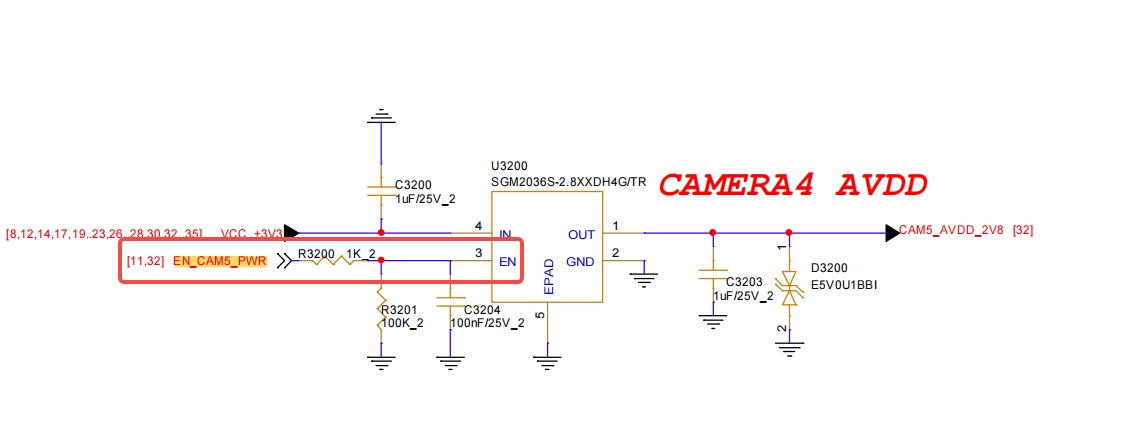 U3200
SGM2036S-2.8XXDH4G/TR
CAMERA4 AVDD
C3200
1uF/25V_2
[8,12,14,17,19..23,26..28,30,32..35] VCC_+3V3
4
IN
OUT
1
CAM5_AVDD_2V8 [32]
[11,32] EN_CAM5_PWR
R3200 1K_2
3
EN
GND
2
EPAD
5
R3201
100K_2
C3204
100nF/25V_2
C3203
1uF/25V_2
1
D3200
E5V0U1BBI
2